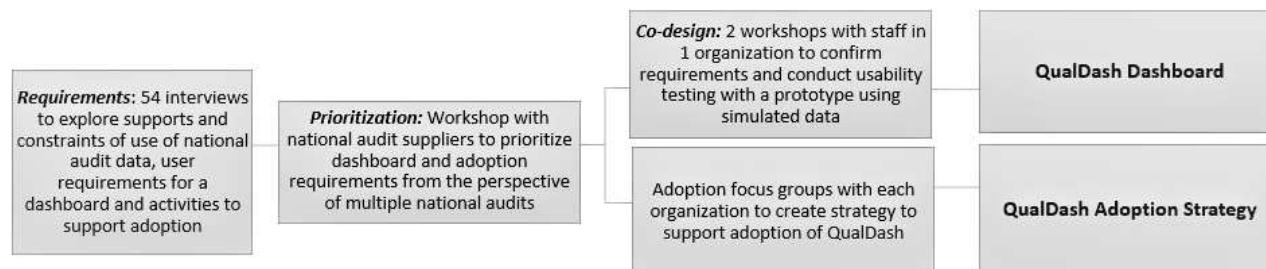 Requirements: 54 interviews
to explore supports and
constraints of use of national
audit data, user
requirements for a
dashboard and activities to
support adoption
Prioritization: Workshop with
national audit suppliers to prioritize
dashboard and adoption
requirements from the perspective
of multiple national audits
Co-design: 2 workshops with staff in
1 organization to confirm
requirements and conduct usability
testing with a prototype using
simulated data
Adoption focus groups with each
organization to create strategy to
support adoption of QualDash
QualDash Dashboard
QualDash Adoption Strategy